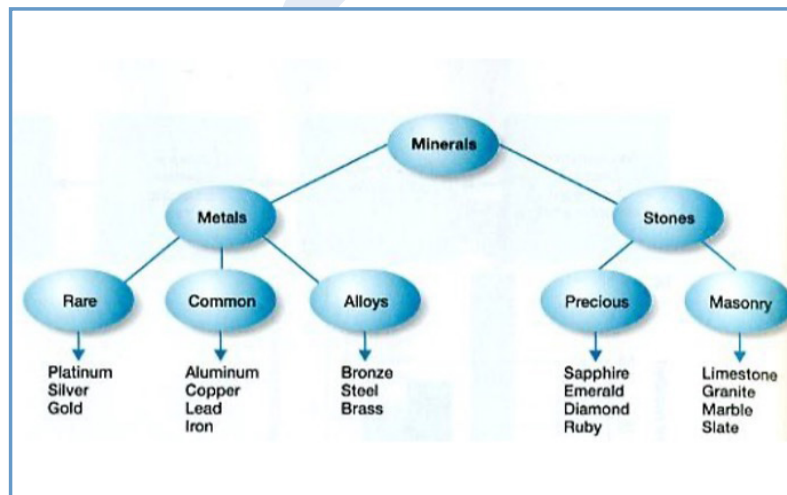 Minerals
Metals
Stones
Rare
Common
Alloys
Precious
Masonry
Platinum
Silver
Gold
Aluminum
Copper
Lead
Iron
Bronze
Steel
Brass
Sapphire
Emerald
Diamond
Ruby
Limestone
Granite
Marble
Slate